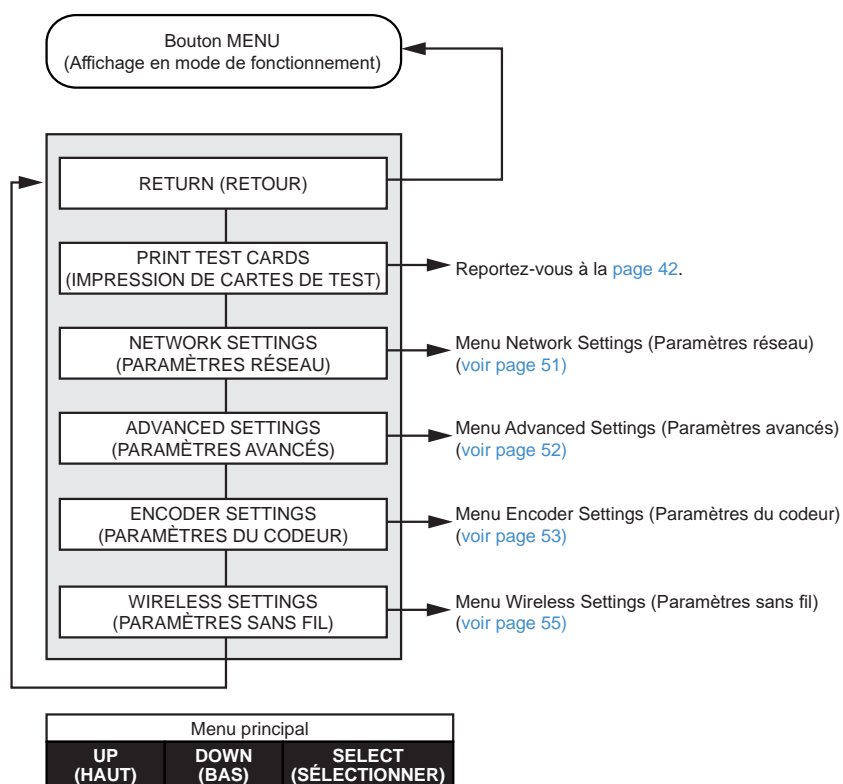 Bouton MENU
(Affichage en mode de fonctionnement)
RETURN (RETOUR)
PRINT TEST CARDS
(IMPRESSION DE CARTES DE TEST)
Reportez-vous à la page 42.
NETWORK SETTINGS
(PARAMÈTRES RÉSEAU)
Menu Network Settings (Paramètres réseau)
(voir page 51)
ADVANCED SETTINGS
(PARAMÈTRES AVANCÉS)
Menu Advanced Settings (Paramètres avancés)
(voir page 52)
ENCODER SETTINGS
(PARAMÈTRES DU CODEUR)
Menu Encoder Settings (Paramètres du codeur)
(voir page 53)
WIRELESS SETTINGS
(PARAMÈTRES SANS FIL)
Menu Wireless Settings (Paramètres sans fil)
(voir page 55)
Menu principal
UP
(HAUT)
DOWN
(BAS)
SELECT
(SÉLECTIONNER)